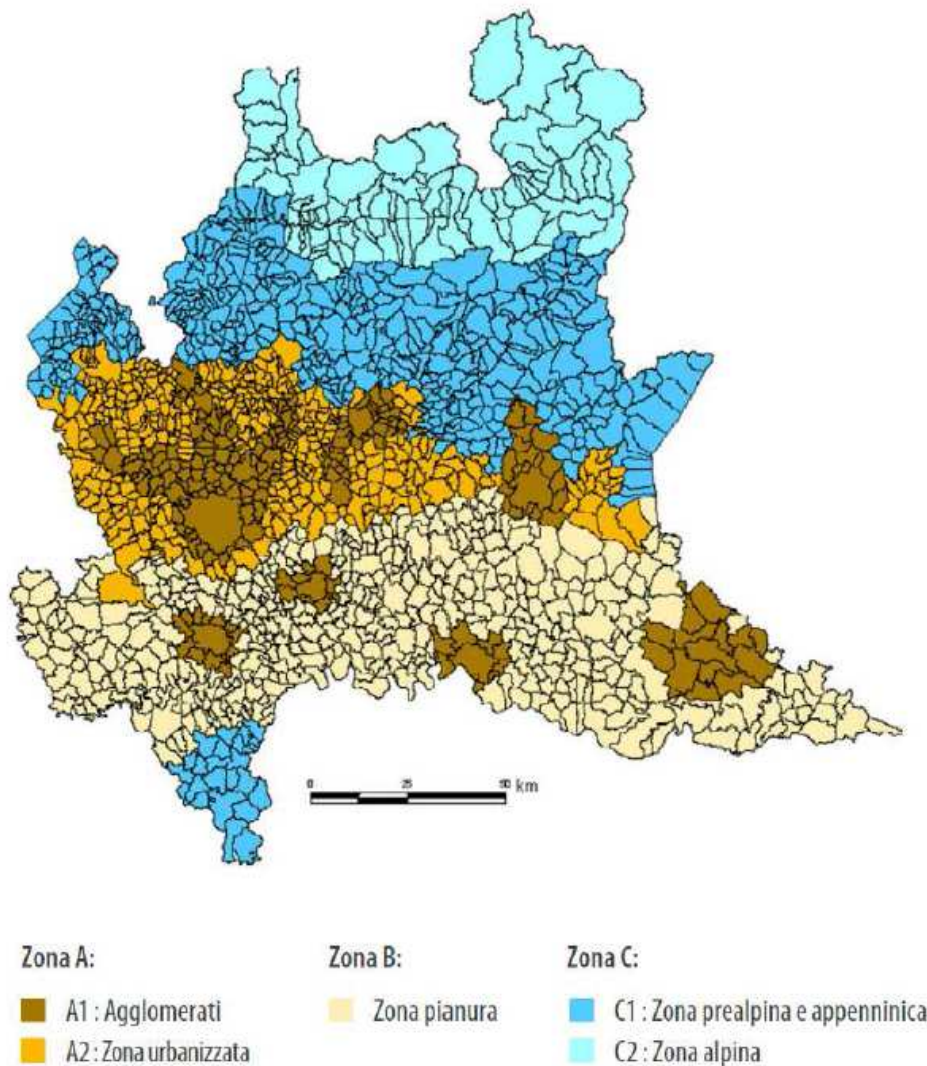 0 25 50 km
Zona A:
A1 : Agglomerati
A2 : Zona urbanizzata
Zona B:
Zona pianura
Zona C:
C1 : Zona prealpina e appenninica
C2 : Zona alpina